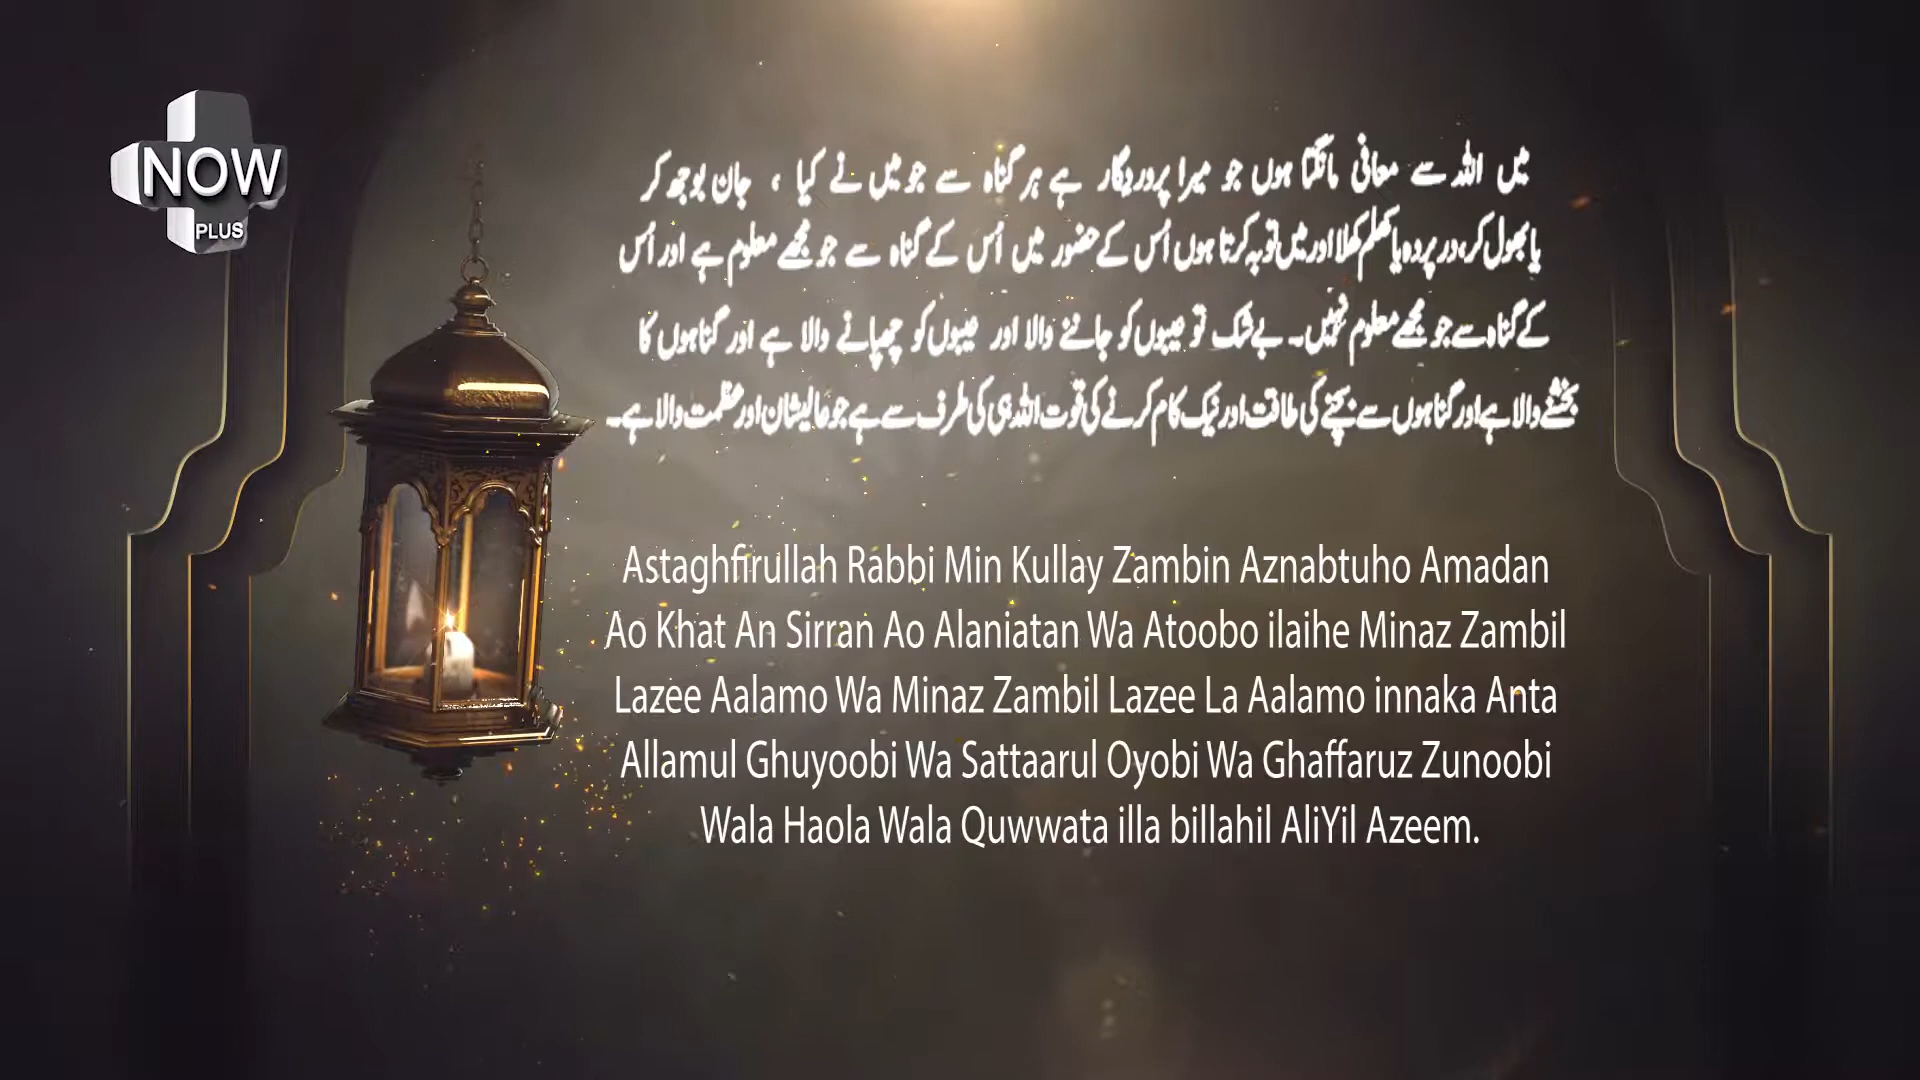 NOW
PLUS
میں اللہ سے معافی مانگتا ہوں جو میرا پروردیگار ہے ہر گناہ سے جو میں نے کیا ، جان بوجھ کر
یا بھول کر، در پردہ یا کھلم کھلا اور میں توبہ کرتا ہوں اُس کے حضور میں اُس کے گناہ سے جو مجھے معلوم ہے اور اُس
کے گناہ سے جو مجھے معلوم نہیں۔ بے شک تو عیبوں کو جاننے والا اور عیبوں کو چھپانے والا ہے اور گناہوں کا
بخشنے والا ہے اور گناہوں سے بچنے کی طاقت اور نیک کام کرنے کی قوت اللہ ہی کی طرف سے ہے جو عالیشان اور عظمت والا ہے۔
Astaghfirullah Rabbi Min Kullay Zambin Aznabtuho Amadan
Ao Khat An Sirran Ao Alaniatan Wa Atoobo ilaihe Minaz Zambil
Lazee Aalamo Wa Minaz Zambil Lazee La Aalamo innaka Anta
Allamul Ghuyoobi Wa Sattaarul Oyobi Wa Ghaffaruz Zunoobi
Wala Haola Wala Quwwata illa billahil AliYil Azeem.